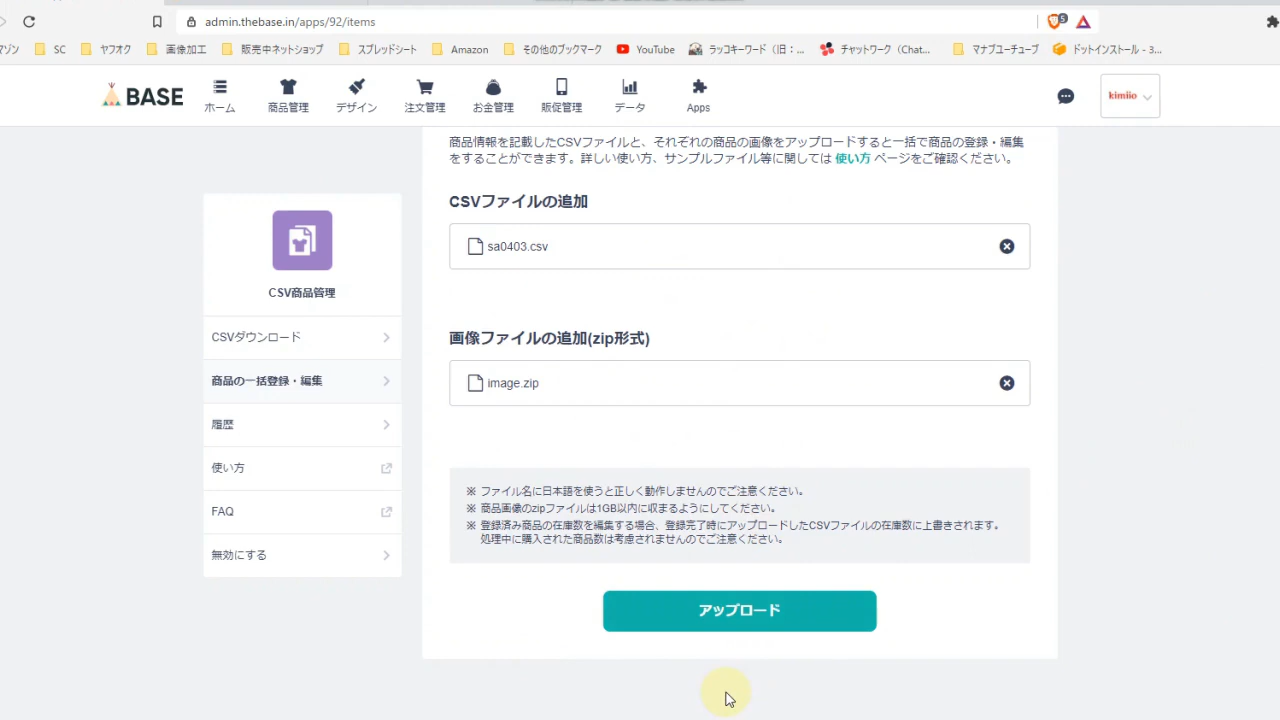 admin.thebase.in/apps/92/items
5
マゾン SC ヤフオク 画像加工 販売中ネットショップ スプレッドシート Amazon その他のブックマーク YouTube ラッコキーワード（旧：... チャットワーク（Chat... マナブユーチューブ ドットインストール - 3...
BASE ホーム 商品管理 デザイン 注文管理 お金管理 販促管理 データ Apps kimiio
商品情報を記載したCSVファイルと、それぞれの商品の画像をアップロードすると一括で商品の登録・編集
をすることができます。詳しい使い方、サンプルファイル等に関しては 使い方 ページをご確認ください。
CSV商品管理
CSVダウンロード
商品の一括登録・編集
履歴
使い方
FAQ
無効にする
CSVファイルの追加
sa0403.csv
画像ファイルの追加(zip形式)
image.zip
※ ファイル名に日本語を使うと正しく動作しませんのでご注意ください。
※ 商品画像のzipファイルは1GB以内に収まるようにしてください。
※ 登録済み商品の在庫数を編集する場合、登録完了時にアップロードしたCSVファイルの在庫数に上書きされます。
処理中に購入された商品数は考慮されませんのでご注意ください。
アップロード